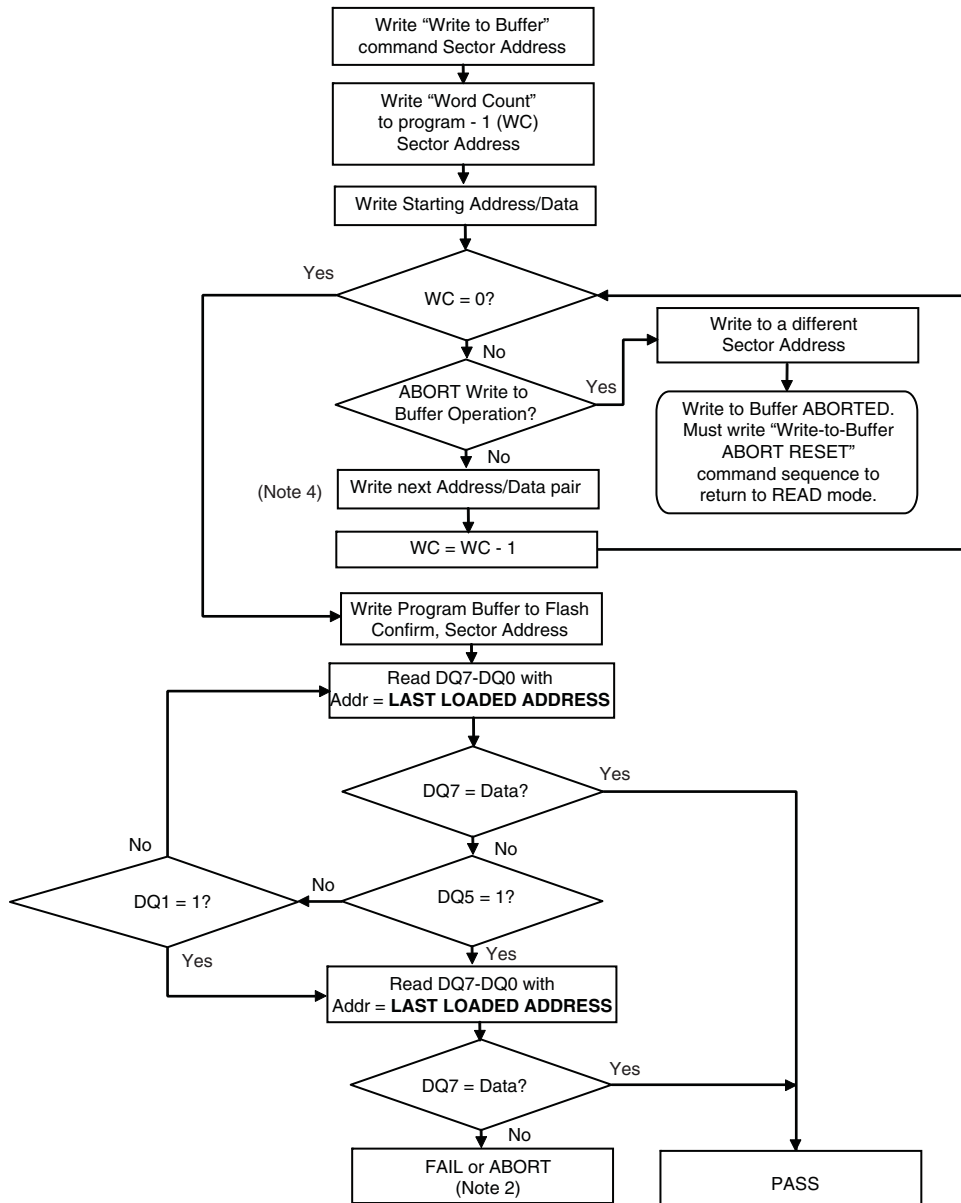 Write “Write to Buffer”
command Sector Address
Write “Word Count”
to program - 1 (WC)
Sector Address
Write Starting Address/Data
Yes
WC = 0?
No
Write to a different
Sector Address
ABORT Write to
Buffer Operation?
Yes
Write to Buffer ABORTED.
Must write “Write-to-Buffer
ABORT RESET”
command sequence to
return to READ mode.
No
(Note 4)
Write next Address/Data pair
WC = WC - 1
Write Program Buffer to Flash
Confirm, Sector Address
Read DQ7-DQ0 with
Addr = LAST LOADED ADDRESS
DQ7 = Data?
Yes
No
No
DQ1 = 1?
No
DQ5 = 1?
Yes
Yes
Read DQ7-DQ0 with
Addr = LAST LOADED ADDRESS
DQ7 = Data?
Yes
No
FAIL or ABORT
(Note 2)
PASS